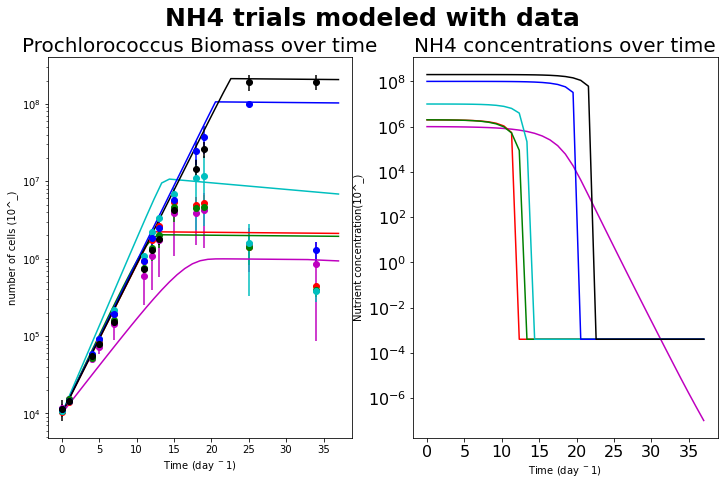 NH4 trials modeled with data
Prochlorococcus Biomass over time
number of cells (10^_)
10^8
10^7
10^6
10^5
10^4
0 5 10 15 20 25 30 35
Time (day ^-1)
NH4 concentrations over time
Nutrient concentration(10^_)
10^8
10^6
10^4
10^2
10^0
10^-2
10^-4
10^-6
0 5 10 15 20 25 30 35
Time (day ^-1)